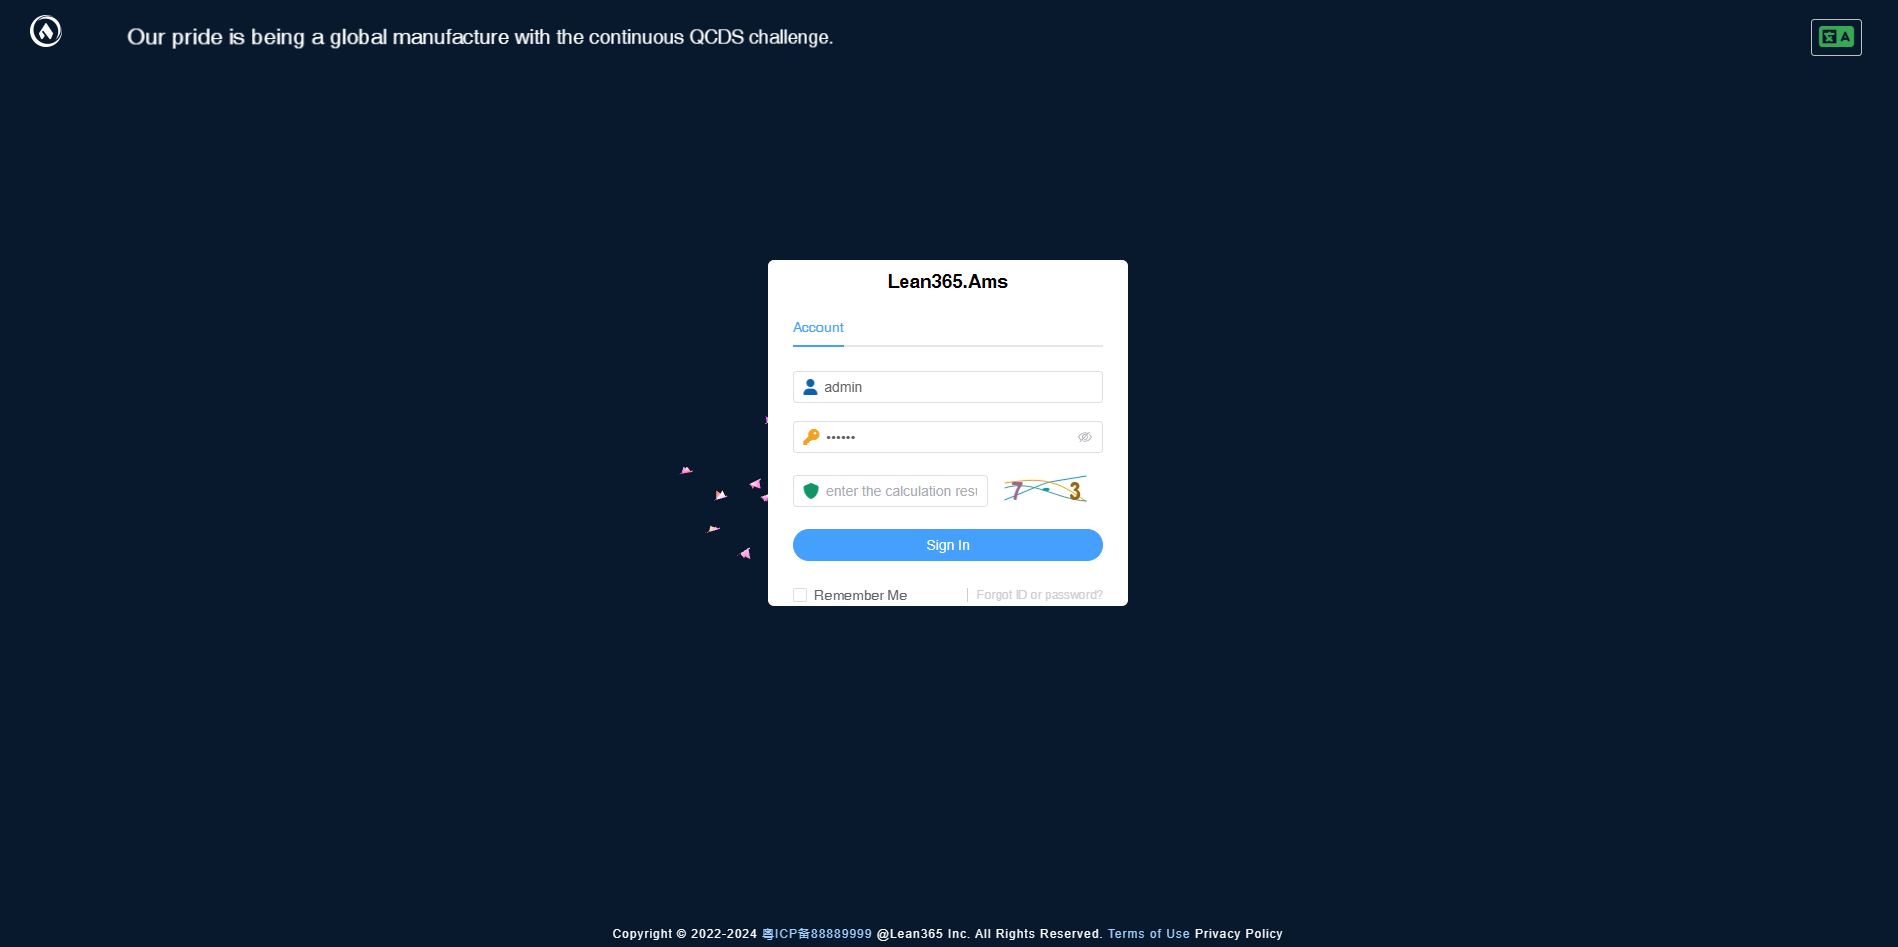 Our pride is being a global manufacture with the continuous QCDS challenge.
A
Lean365.Ams
Account
admin
••••••
enter the calculation resu
7 - 3
Sign In
Remember Me
Forgot ID or password?
Copyright © 2022-2024 粤ICP备88889999 @Lean365 Inc. All Rights Reserved. Terms of Use Privacy Policy